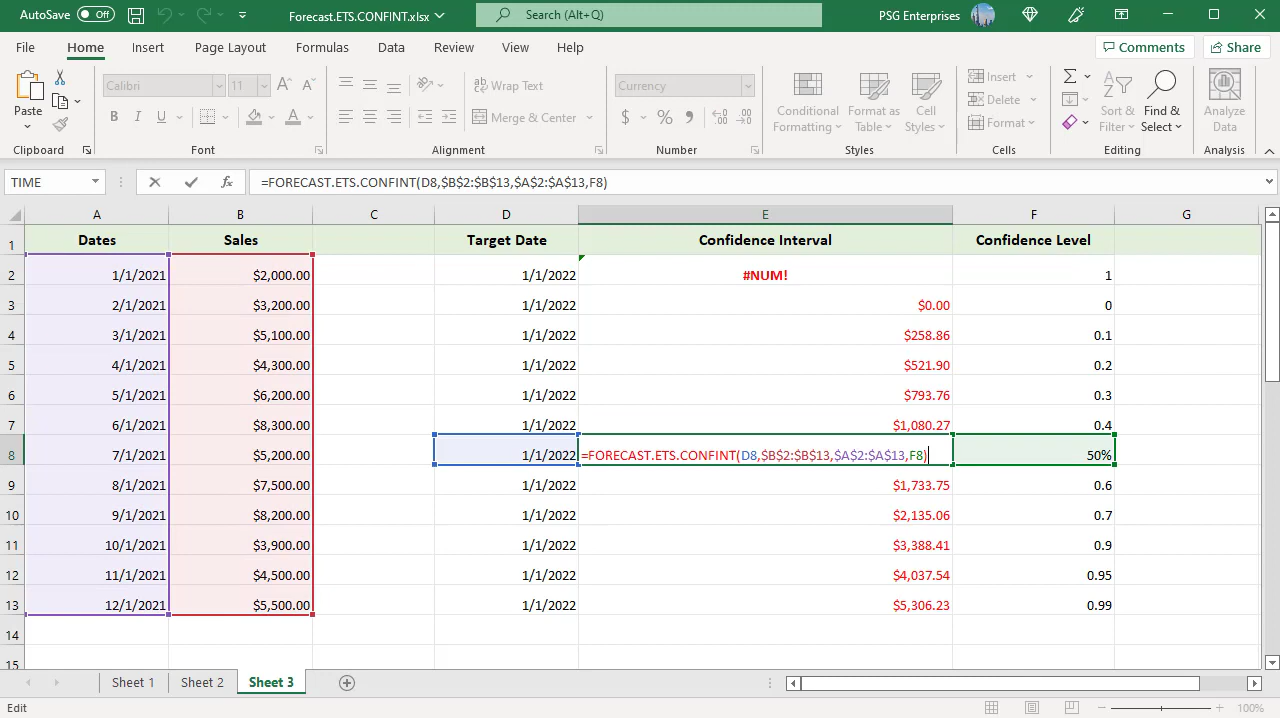 AutoSave Off Forecast.ETS.CONFINT.xlsx Search (Alt+Q) PSG Enterprises
File Home Insert Page Layout Formulas Data Review View Help Comments Share
Paste Calibri 11 Wrap Text Currency Conditional Formatting Format as Table Cell Styles Insert Sort & Filter Find & Select Analyze Data
B I U Merge & Center $ % Delete
Format
Clipboard Font Alignment Number Styles Cells Editing Analysis
TIME fx =FORECAST.ETS.CONFINT(D8,$B$2:$B$13,$A$2:$A$13,F8)
A B C D E F G
1 Dates Sales Target Date Confidence Interval Confidence Level
2 1/1/2021 $2,000.00 1/1/2022 #NUM! 1
3 2/1/2021 $3,200.00 1/1/2022 $0.00 0
4 3/1/2021 $5,100.00 1/1/2022 $258.86 0.1
5 4/1/2021 $4,300.00 1/1/2022 $521.90 0.2
6 5/1/2021 $6,200.00 1/1/2022 $793.76 0.3
7 6/1/2021 $8,300.00 1/1/2022 $1,080.27 0.4
8 7/1/2021 $5,200.00 1/1/2022 =FORECAST.ETS.CONFINT(D8,$B$2:$B$13,$A$2:$A$13,F8) 50%
9 8/1/2021 $7,500.00 1/1/2022 $1,733.75 0.6
10 9/1/2021 $8,200.00 1/1/2022 $2,135.06 0.7
11 10/1/2021 $3,900.00 1/1/2022 $3,388.41 0.9
12 11/1/2021 $4,500.00 1/1/2022 $4,037.54 0.95
13 12/1/2021 $5,500.00 1/1/2022 $5,306.23 0.99
14
15
Sheet 1 Sheet 2 Sheet 3
Edit 100%